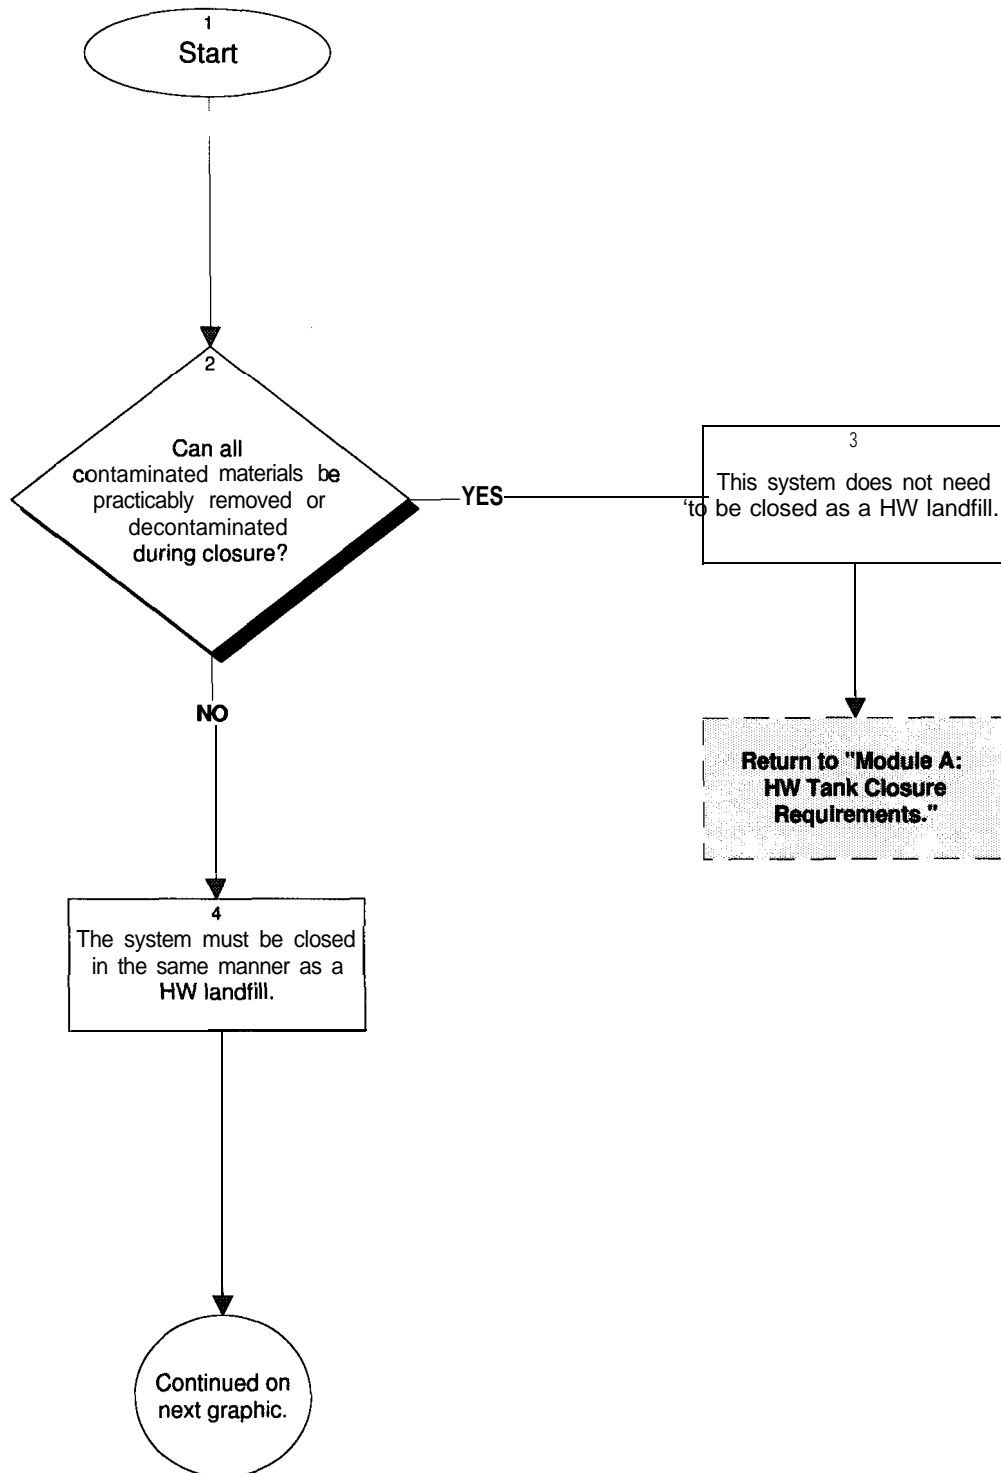 1
Start
2
Can all
contaminated materials be
practicably removed or
decontaminated
during closure?
YES
3
This system does not need
'to be closed as a HW landfill.
Return to "Module A:
HW Tank Closure
Requirements."
NO
4
The system must be closed
in the same manner as a
HW landfill.
Continued on
next graphic.